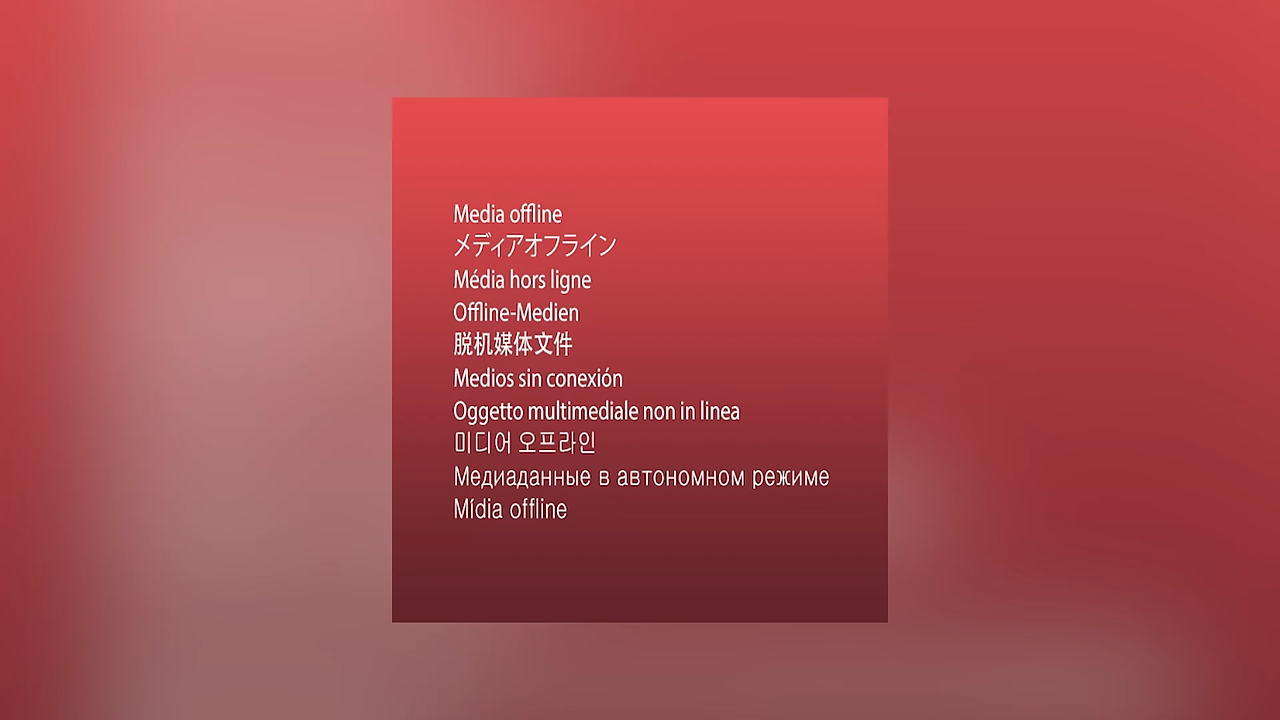 Media offline
メディアオフライン
Média hors ligne
Offline-Medien
脱机媒体文件
Medios sin conexión
Oggetto multimediale non in linea
미디어 오프라인
Медиаданные в автономном режиме
Mídia offline